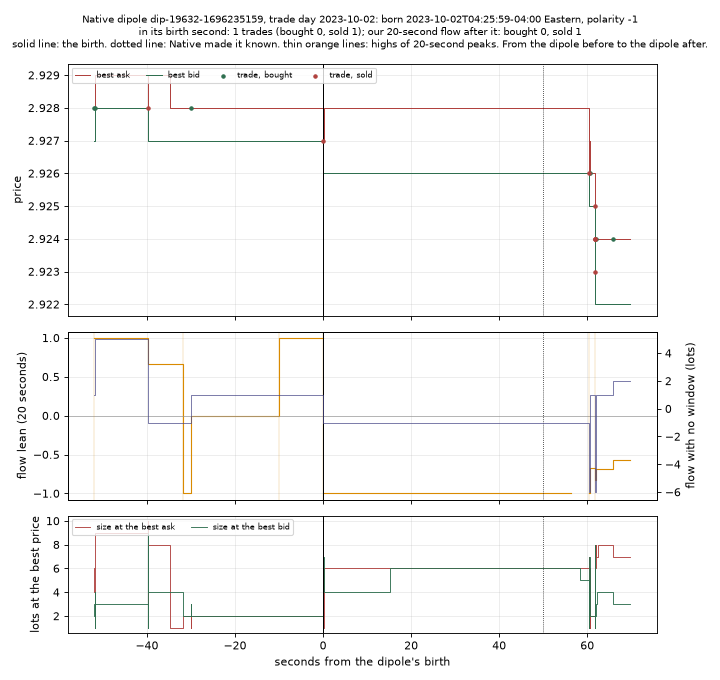 Native dipole dip-19632-1696235159, trade day 2023-10-02: born 2023-10-02T04:25:59-04:00 Eastern, polarity -1
in its birth second: 1 trades (bought 0, sold 1); our 20-second flow after it: bought 0, sold 1
solid line: the birth. dotted line: Native made it known. thin orange lines: highs of 20-second peaks. From the dipole before to the dipole after.
best ask
best bid
trade, bought
trade, sold
2.929
2.928
2.927
2.926
2.925
2.924
2.923
2.922
price
1.0
0.5
0.0
−0.5
−1.0
flow lean (20 seconds)
4
2
0
−2
−4
−6
flow with no window (lots)
size at the best ask
size at the best bid
10
8
6
4
2
lots at the best price
−40
−20
0
20
40
60
seconds from the dipole's birth